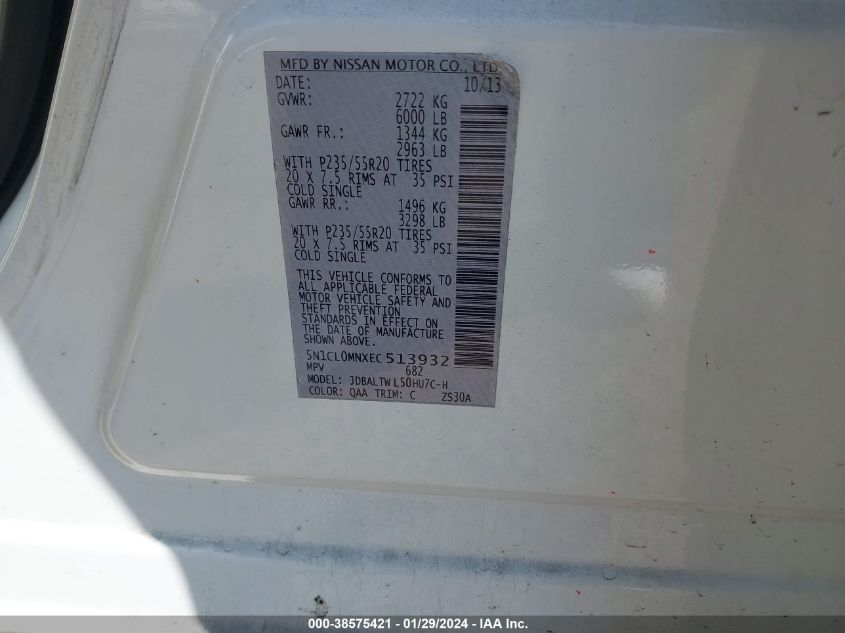 MFD BY NISSAN MOTOR CO., LTD
DATE: 10/13
GVWR: 2722 KG
6000 LB
GAWR FR.: 1344 KG
2963 LB
WITH P235/55R20 TIRES
20 X 7.5 RIMS AT 35 PSI
COLD SINGLE
GAWR RR.: 1496 KG
3298 LB
WITH P235/55R20 TIRES
20 X 7.5 RIMS AT 35 PSI
COLD SINGLE
THIS VEHICLE CONFORMS TO
ALL APPLICABLE FEDERAL
MOTOR VEHICLE SAFETY AND
THEFT PREVENTION
STANDARDS IN EFFECT ON
THE DATE OF MANUFACTURE
SHOWN ABOVE.
5N1CL0MNXEC513932
MPV 682
MODEL: JDBALTW L50HU7C-H
COLOR: QAA TRIM: C ZS30A
000-38575421 - 01/29/2024 - IAA Inc.